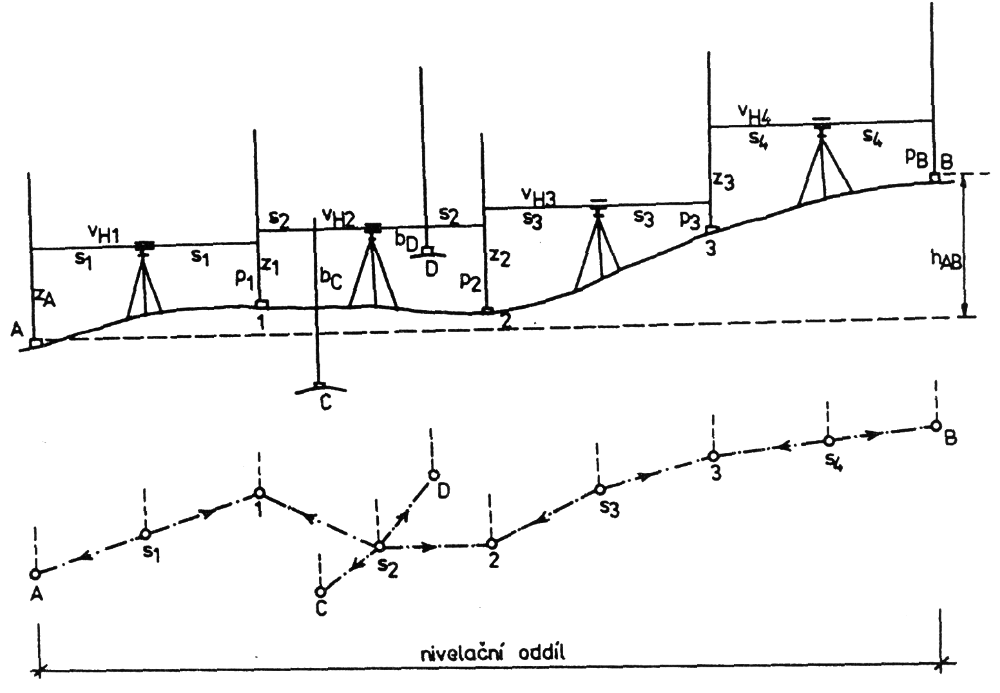 vH4
s4 s4
pB B
z3
vH3
s3 s3 p3
3
s2 vH2 s2
bD
D
vH1
s1 s1
z1 z2
p1 bC p2
hAB
zA
A 1 2
C
B
s4
3
D
1 s3
s1 s2 2
A C
nivelační oddíl